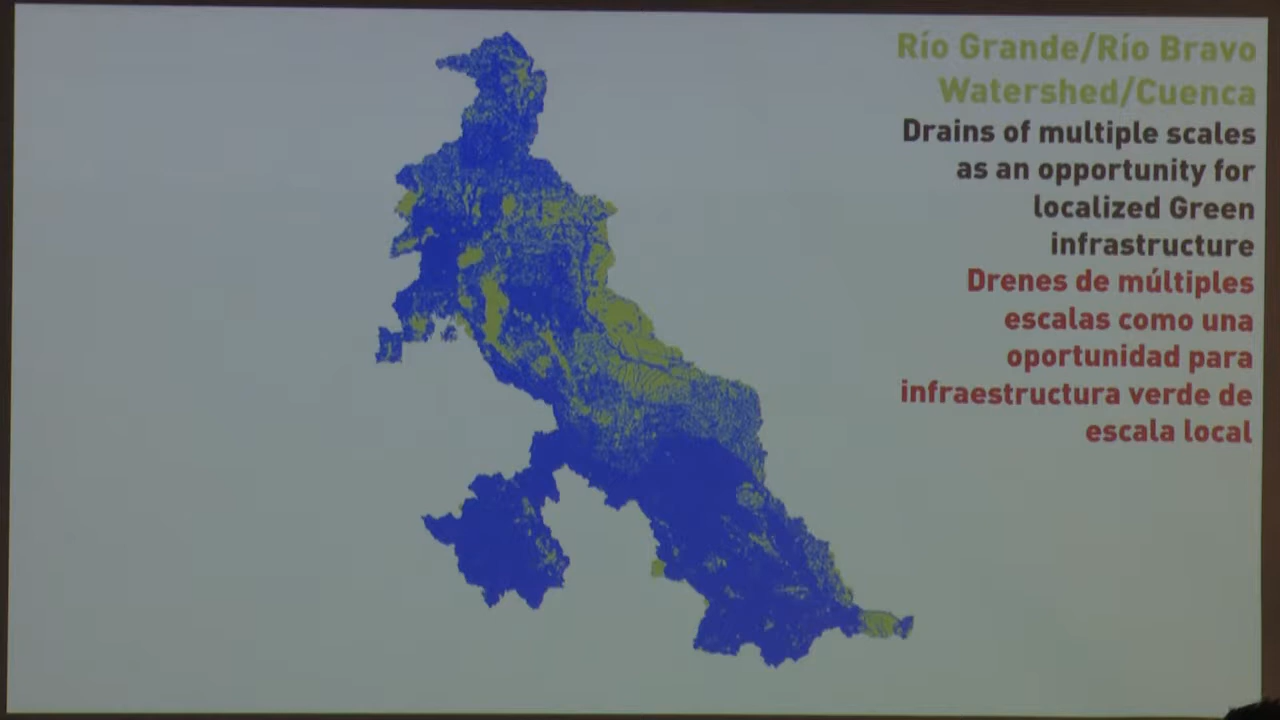 Río Grande/Río Bravo
Watershed/Cuenca
Drains of multiple scales
as an opportunity for
localized Green
infrastructure
Drenes de múltiples
escalas como una
oportunidad para
infraestructura verde de
escala local